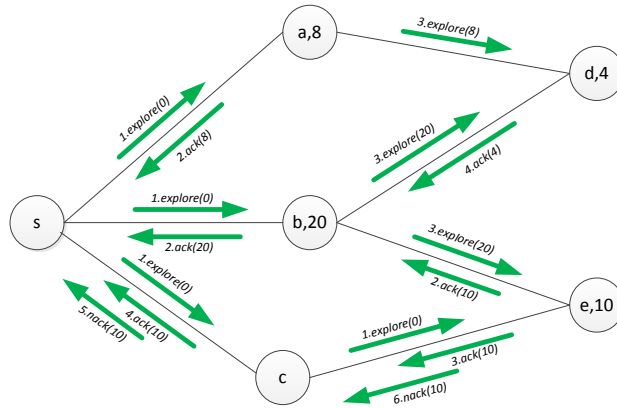 a,8
3.explore(8)
d,4
1.explore(0)
2.ack(8)
3.explore(20)
4.ack(4)
s
1.explore(0)
b,20
2.ack(20)
3.explore(20)
2.ack(10)
1.explore(0)
4.ack(10)
5.nack(10)
e,10
1.explore(0)
3.ack(10)
6.nack(10)
c